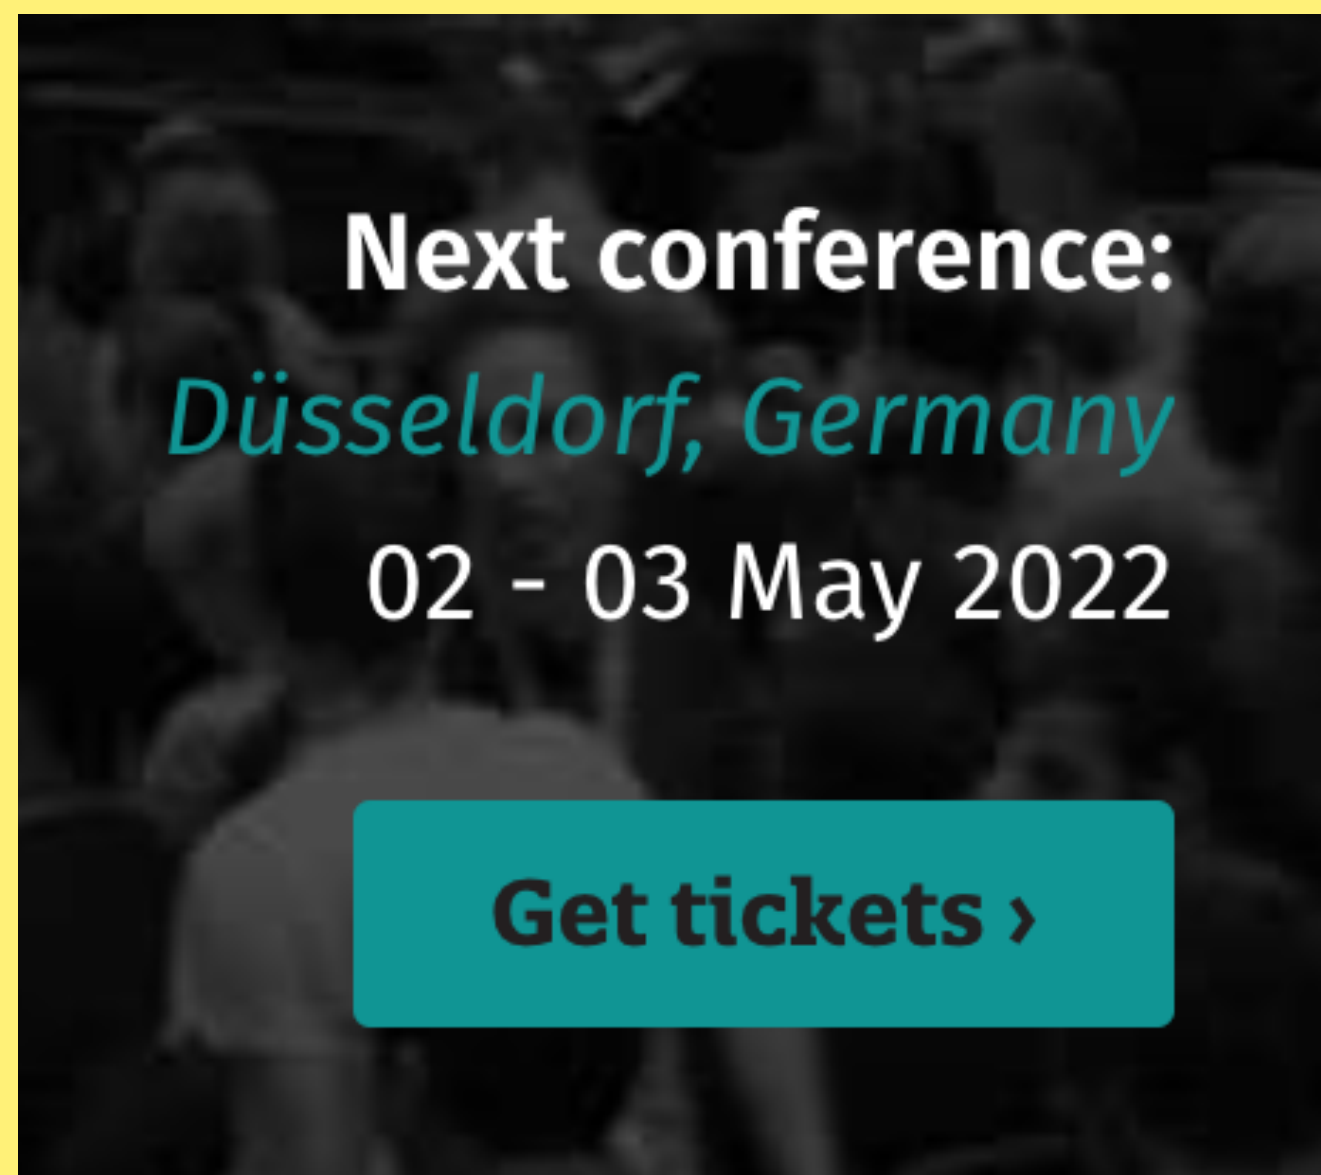 Next conference:
Düsseldorf, Germany
02 - 03 May 2022
Get tickets ›